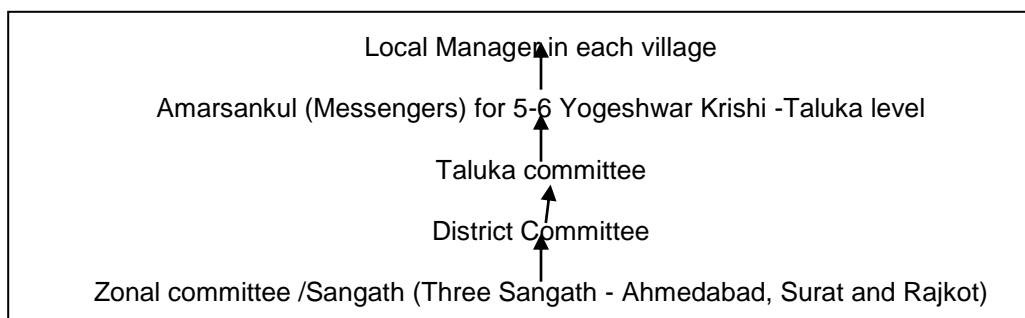 Local Manager in each village
Amarsankul (Messengers) for 5-6 Yogeshwar Krishi -Taluka level
Taluka committee
District Committee
Zonal committee /Sangath (Three Sangath - Ahmedabad, Surat and Rajkot)